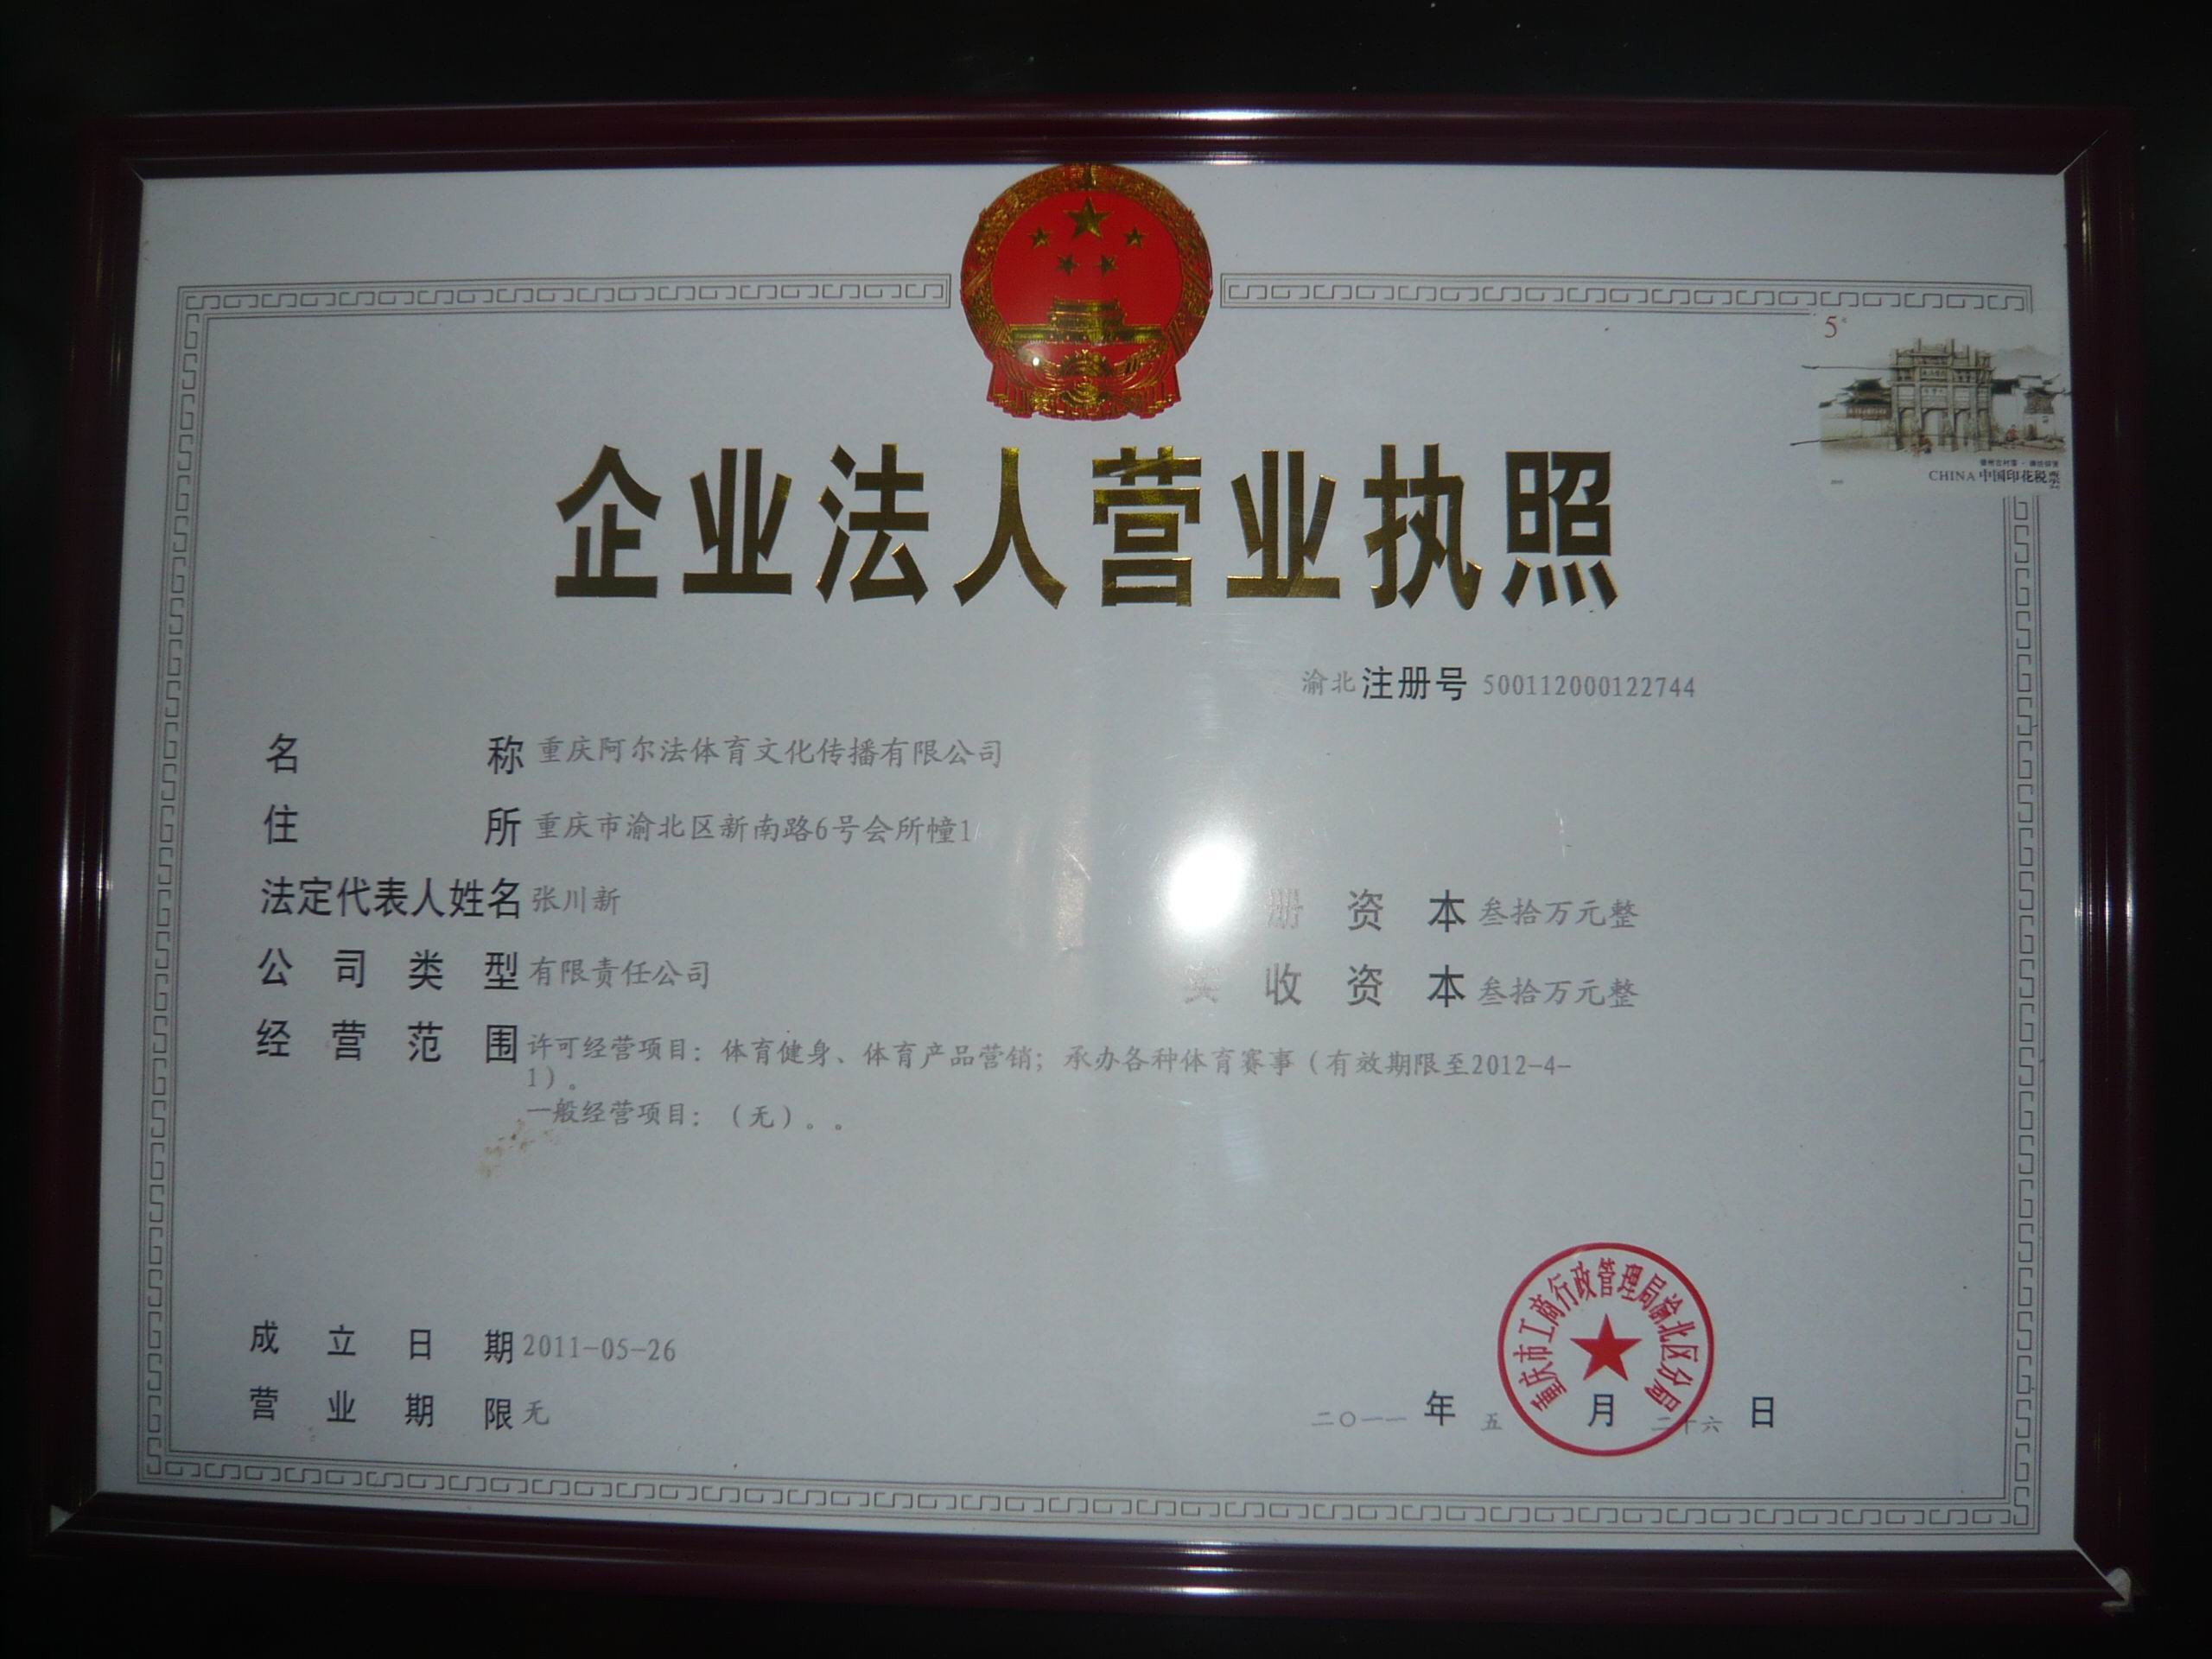 5
CHINA 中国印花税票
企业法人营业执照
渝北注册号 500112000122744
名称 重庆阿尔法体育文化传播有限公司
住所 重庆市渝北区新南路6号会所幢1
法定代表人姓名 张川新
册资本 叁拾万元整
公司类型 有限责任公司
实收资本 叁拾万元整
经营范围 许可经营项目：体育健身、体育产品营销；承办各种体育赛事（有效期限至2012-4-
1）。
一般经营项目：（无）。。
重庆市工商行政管理局渝北区分局
成立日期 2011-05-26
营业期限 无
二〇一一 年 五 月 二十六 日